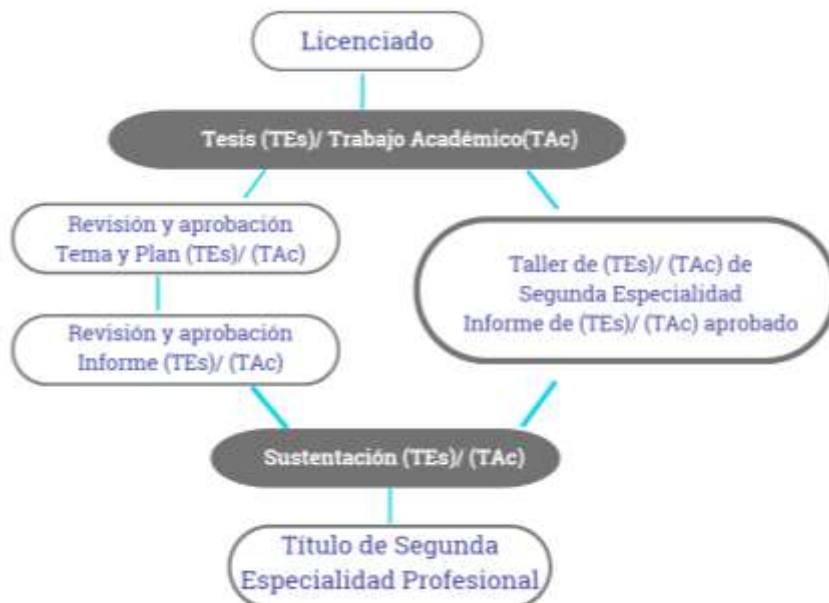 Licenciado
Tesis (TEs)/ Trabajo Académico(TAc)
Revisión y aprobación
Tema y Plan (TEs)/ (TAc)
Revisión y aprobación
Informe (TEs)/ (TAc)
Taller de (TEs)/ (TAc) de
Segunda Especialidad
Informe de (TEs)/ (TAc) aprobado
Sustentación (TEs)/ (TAc)
Título de Segunda
Especialidad Profesional